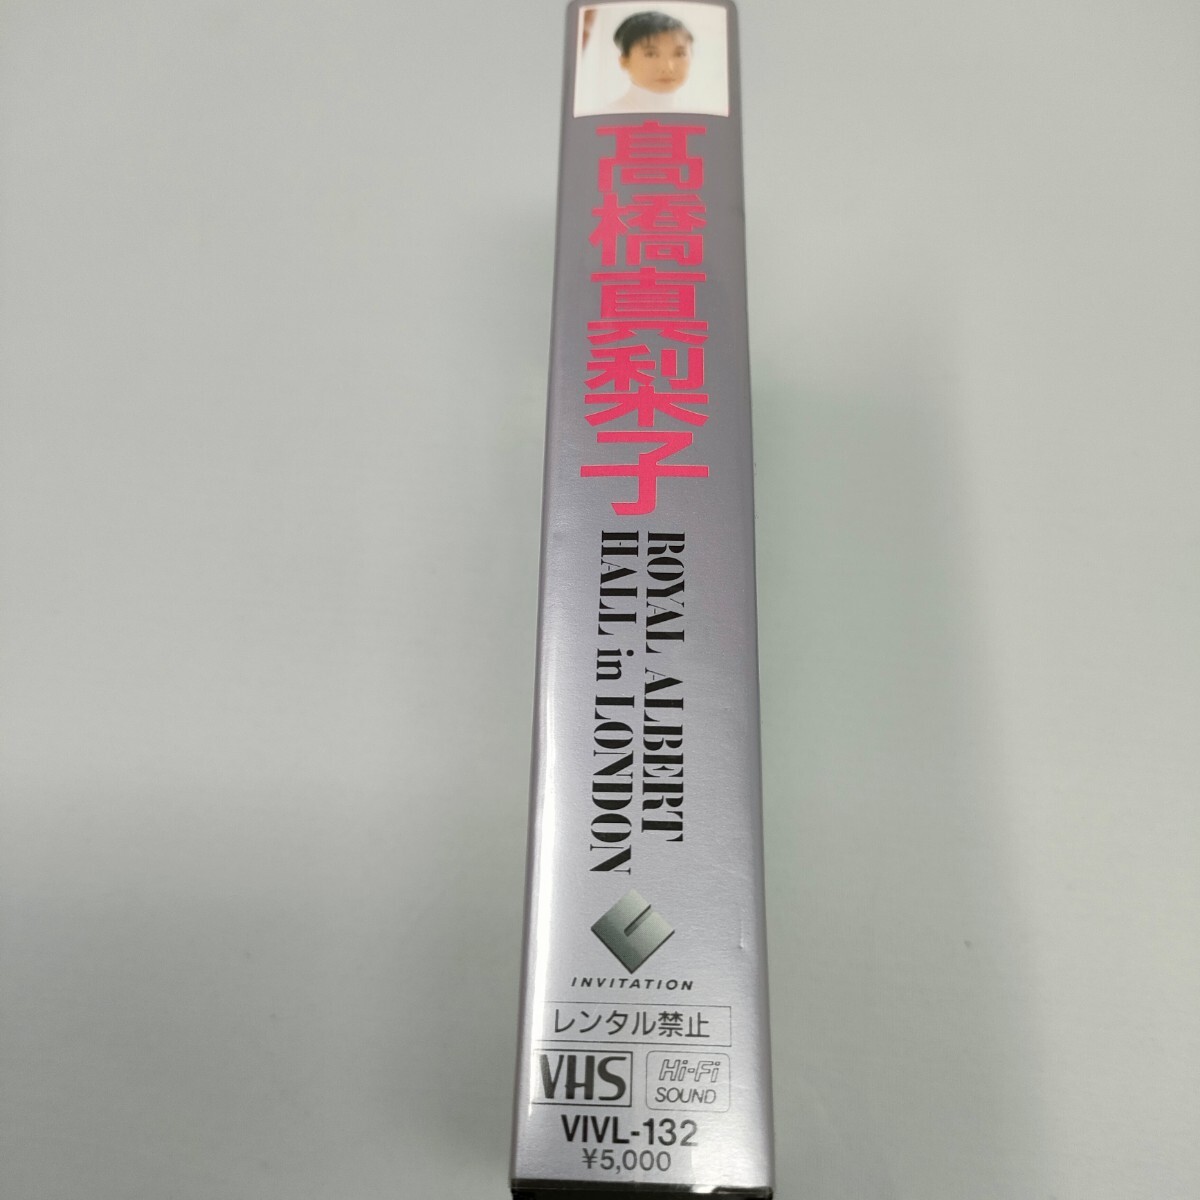 髙橋真梨子
ROYAL ALBERT
HALL in LONDON
INVITATION
レンタル禁止
VHS
Hi-Fi
SOUND
VIVL-132
¥5,000